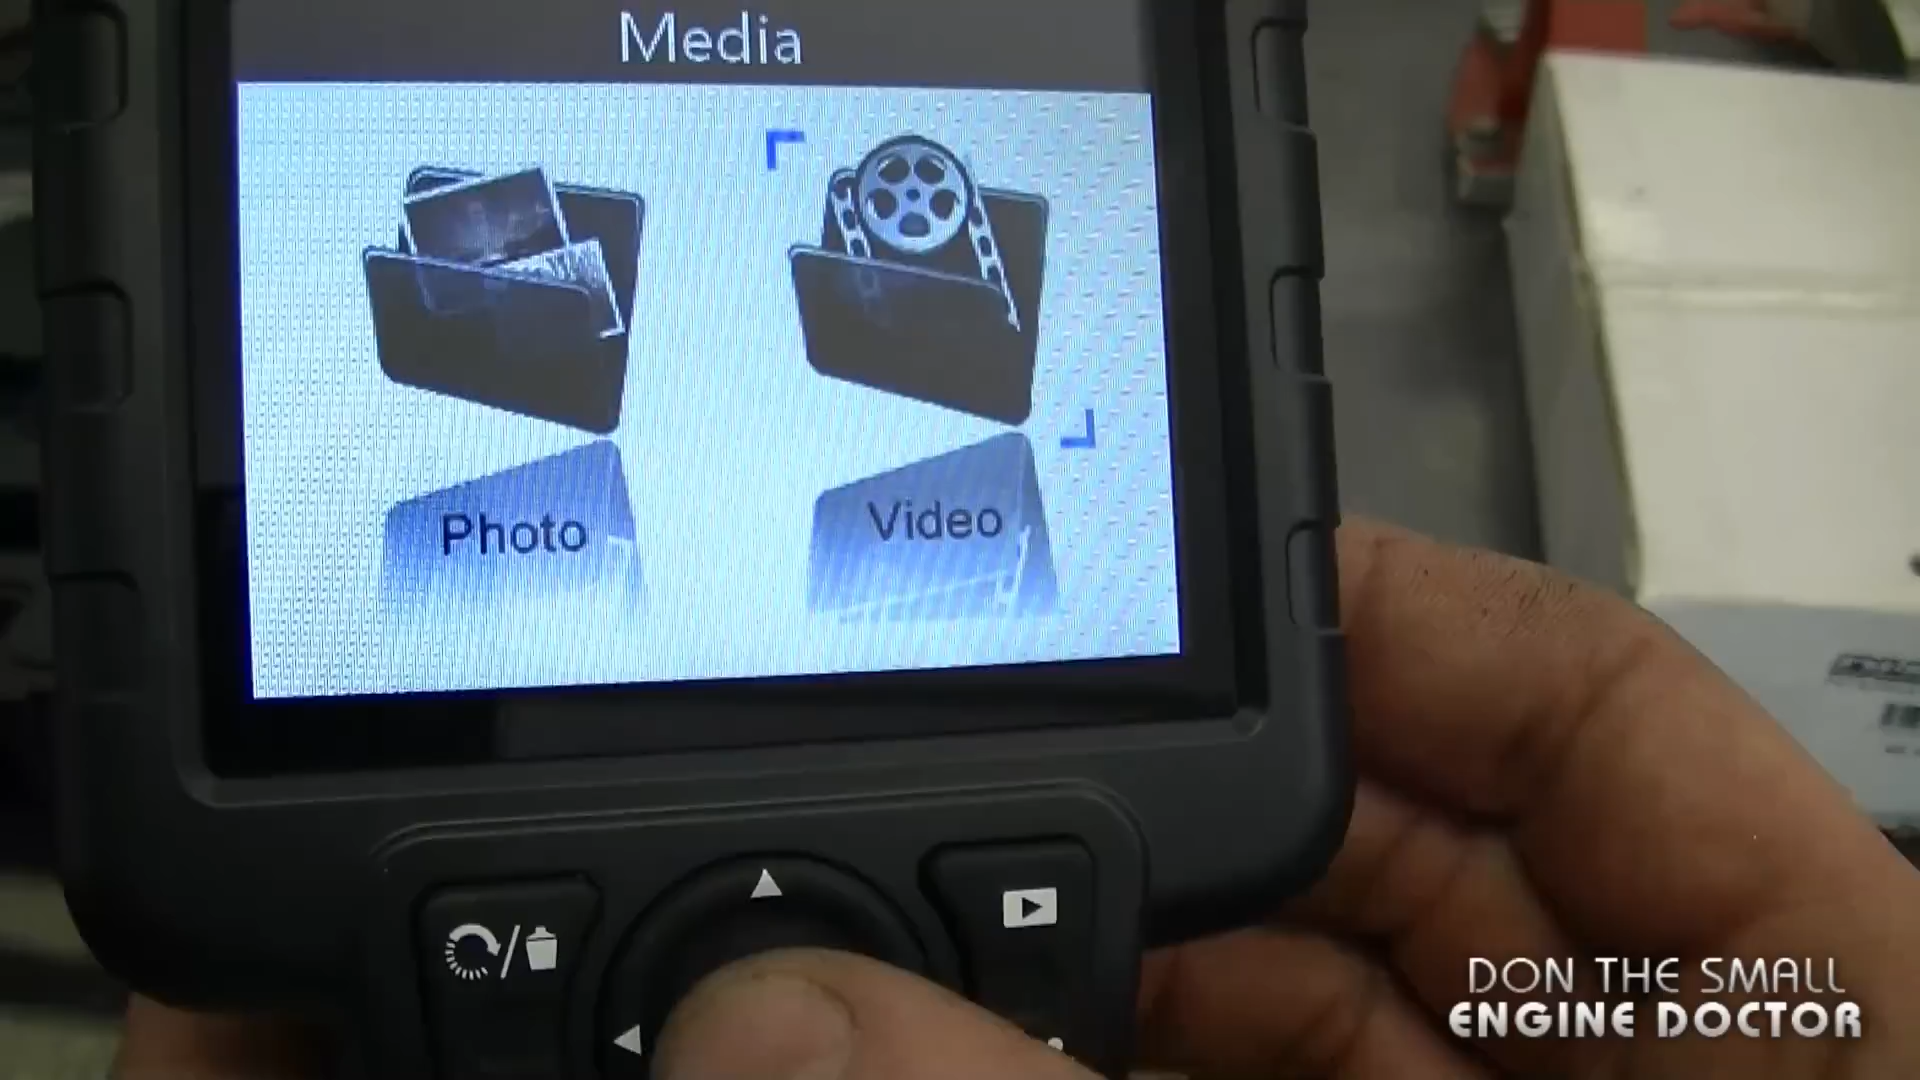 Media
Photo
Video
DON THE SMALL
ENGINE DOCTOR